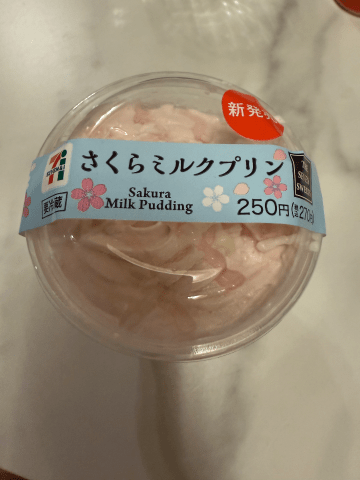 新発売
さくらミルクプリン
Sakura
Milk Pudding
要冷蔵
250円